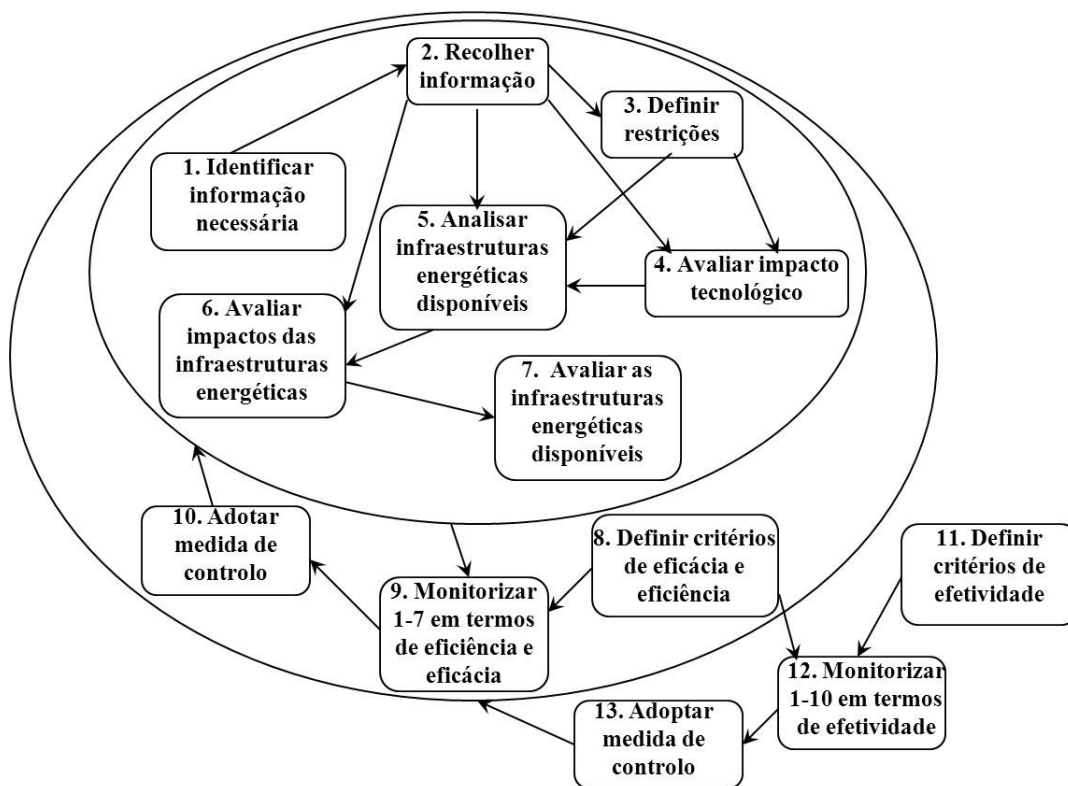 2. Recolher
informação
3. Definir
restrições
1. Identificar
informação
necessária
5. Analisar
infraestruturas
energéticas
disponíveis
4. Avaliar impacto
tecnológico
6. Avaliar
impactos das
infraestruturas
energéticas
7. Avaliar as
infraestruturas
energéticas
disponíveis
10. Adotar
medida de
controlo
8. Definir critérios
de eficácia e
eficiência
11. Definir
critérios de
efetividade
9. Monitorizar
1-7 em termos
de eficiência e
eficácia
12. Monitorizar
1-10 em termos
de efetividade
13. Adoptar
medida de
controlo